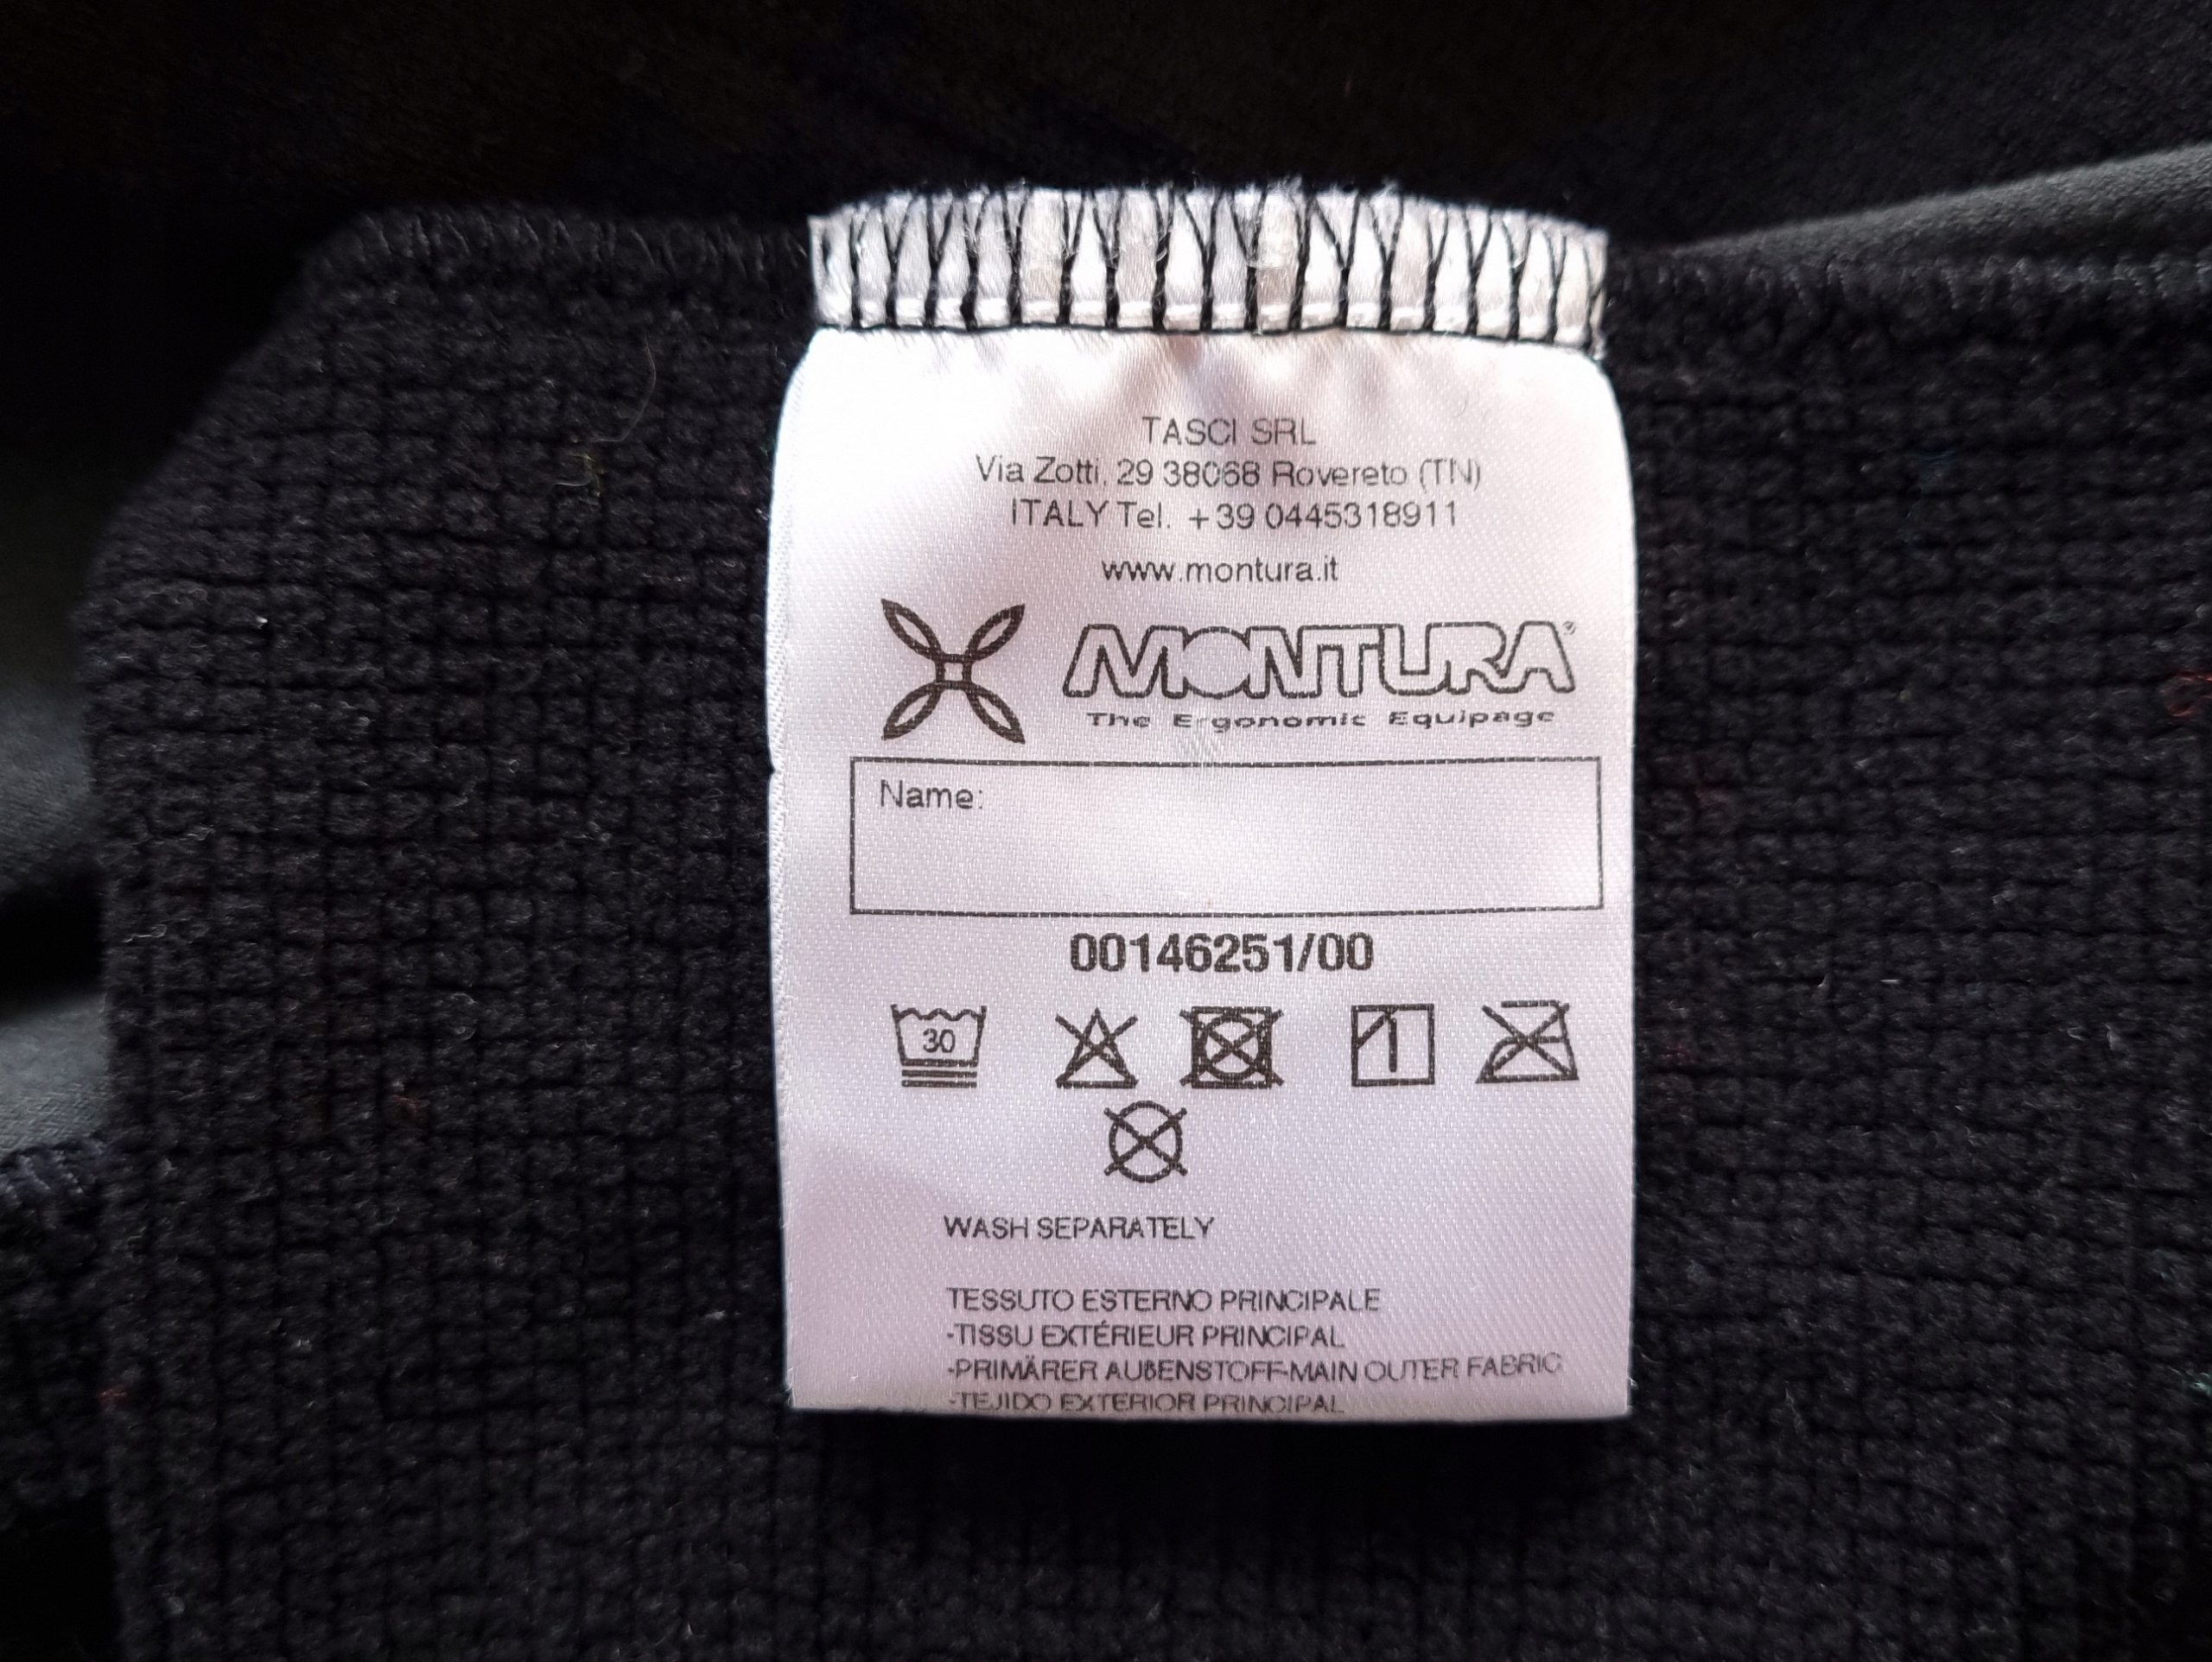 TASCI SRL
Via Zotti, 29 38068 Rovereto (TN)
ITALY Tel. +39 0445318911
www.montura.it
MONTURA®
The Ergonomic Equipage
Name:
00146251/00
30
WASH SEPARATELY
TESSUTO ESTERNO PRINCIPALE
-TISSU EXTÉRIEUR PRINCIPAL
-PRIMÄRER AUßENSTOFF-MAIN OUTER FABRIC
-TEJIDO EXTERIOR PRINCIPAL